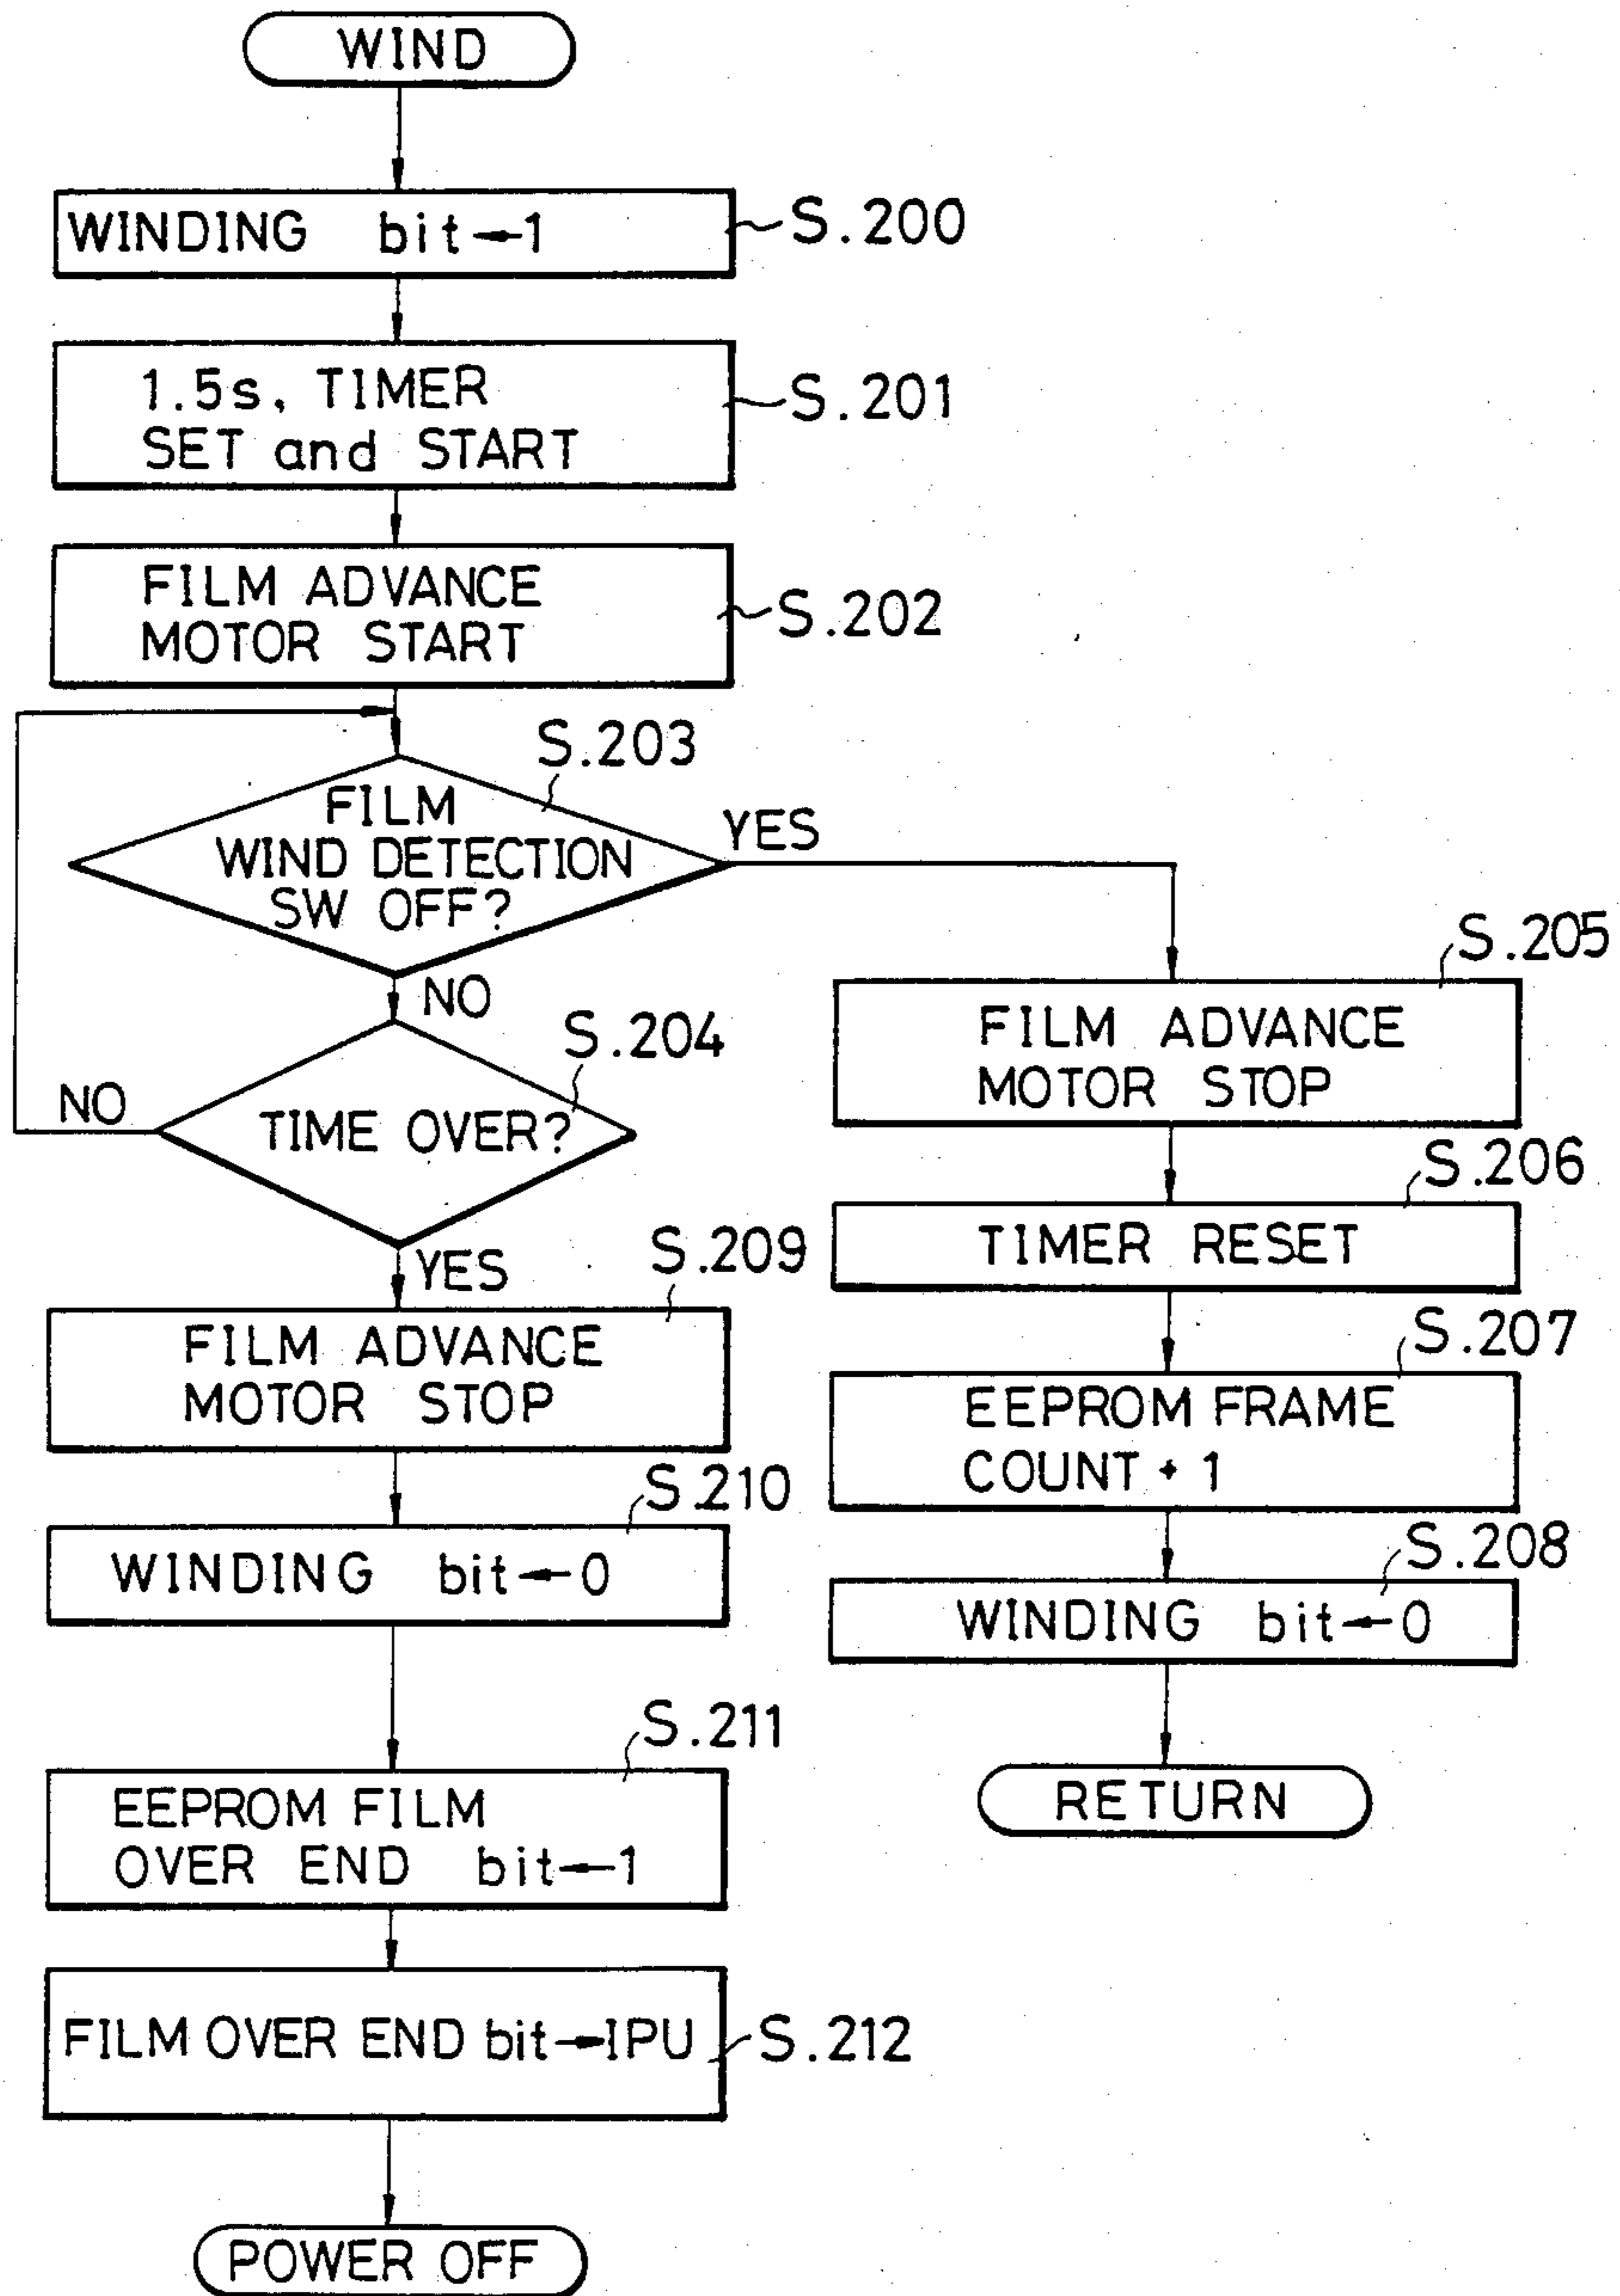 WIND
WINDING bit←1
S.200
1.5s, TIMER
SET and START
S.201
FILM ADVANCE
MOTOR START
S.202
S.203
FILM
WIND DETECTION
SW OFF?
YES
NO
S.204
TIME OVER?
NO
YES
S.205
FILM ADVANCE
MOTOR STOP
S.206
TIMER RESET
S.207
EEPROM FRAME
COUNT + 1
S.208
WINDING bit←0
RETURN
S.209
FILM ADVANCE
MOTOR STOP
S.210
WINDING bit←0
S.211
EEPROM FILM
OVER END bit←1
FILM OVER END bit→IPU
S.212
POWER OFF